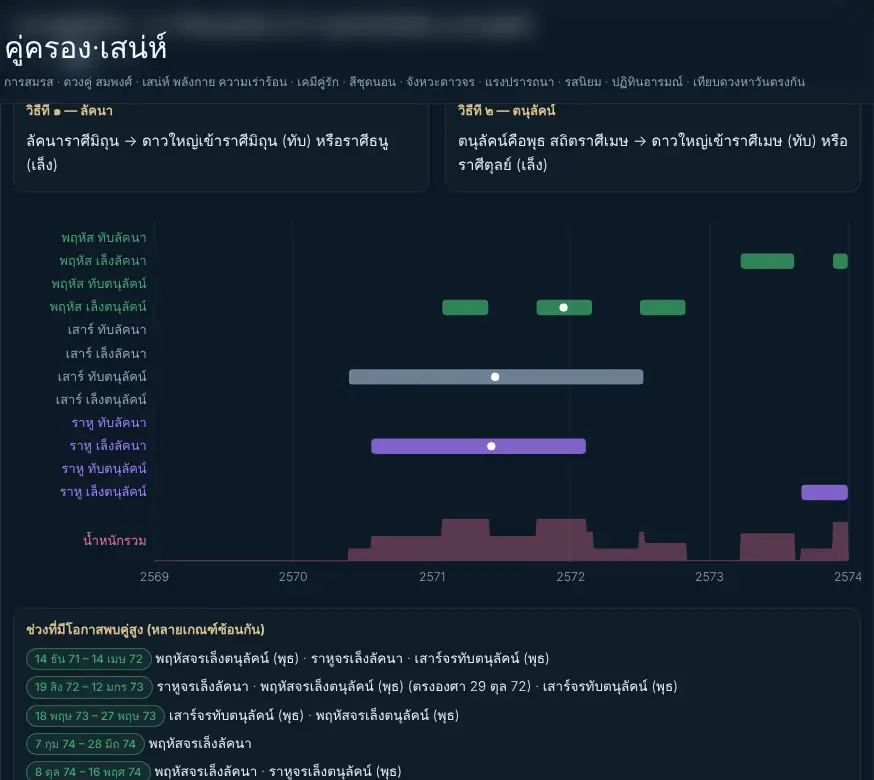 คู่ครอง·เสน่ห์
การสมรส · ดวงคู่ สมพงศ์ · เสน่ห์ พลังกาย ความเร่าร้อน · เคมีคู่รัก · สีชุดนอน · จังหวะดาวจร · แรงปรารถนา · รสนิยม · ปฏิทินอารมณ์ · เทียบดวงหาวันตรงกัน
วิธีที่ ๑ — ลัคนา
ลัคนาราศีมิถุน → ดาวใหญ่เข้าราศีมิถุน (ทับ) หรือราศีธนู
(เล็ง)
วิธีที่ ๒ — ตนุลัคน์
ตนุลัคน์คือพุธ สถิตราศีเมษ → ดาวใหญ่เข้าราศีเมษ (ทับ) หรือ
ราศีตุลย์ (เล็ง)
พฤหัส ทับลัคนา
พฤหัส เล็งลัคนา
พฤหัส ทับตนุลัคน์
พฤหัส เล็งตนุลัคน์
เสาร์ ทับลัคนา
เสาร์ เล็งลัคนา
เสาร์ ทับตนุลัคน์
เสาร์ เล็งตนุลัคน์
ราหู ทับลัคนา
ราหู เล็งลัคนา
ราหู ทับตนุลัคน์
ราหู เล็งตนุลัคน์
น้ำหนักรวม
2569 2570 2571 2572 2573 2574
ช่วงที่มีโอกาสพบคู่สูง (หลายเกณฑ์ซ้อนกัน)
14 ธัน 71 – 14 เมษ 72 พฤหัสจรเล็งตนุลัคน์ (พุธ) · ราหูจรเล็งลัคนา · เสาร์จรทับตนุลัคน์ (พุธ)
19 สิง 72 – 12 มกร 73 ราหูจรเล็งลัคนา · พฤหัสจรเล็งตนุลัคน์ (พุธ) (ตรงองศา 29 ตุล 72) · เสาร์จรทับตนุลัคน์ (พุธ)
18 พฤษ 73 – 27 พฤษ 73 เสาร์จรทับตนุลัคน์ (พุธ) · พฤหัสจรเล็งตนุลัคน์ (พุธ)
7 กุม 74 – 28 มิถ 74 พฤหัสจรเล็งลัคนา
8 ตุล 74 – 16 พฤศ 74 พฤหัสจรเล็งลัคนา · ราหูจรเล็งตนุลัคน์ (พุธ)